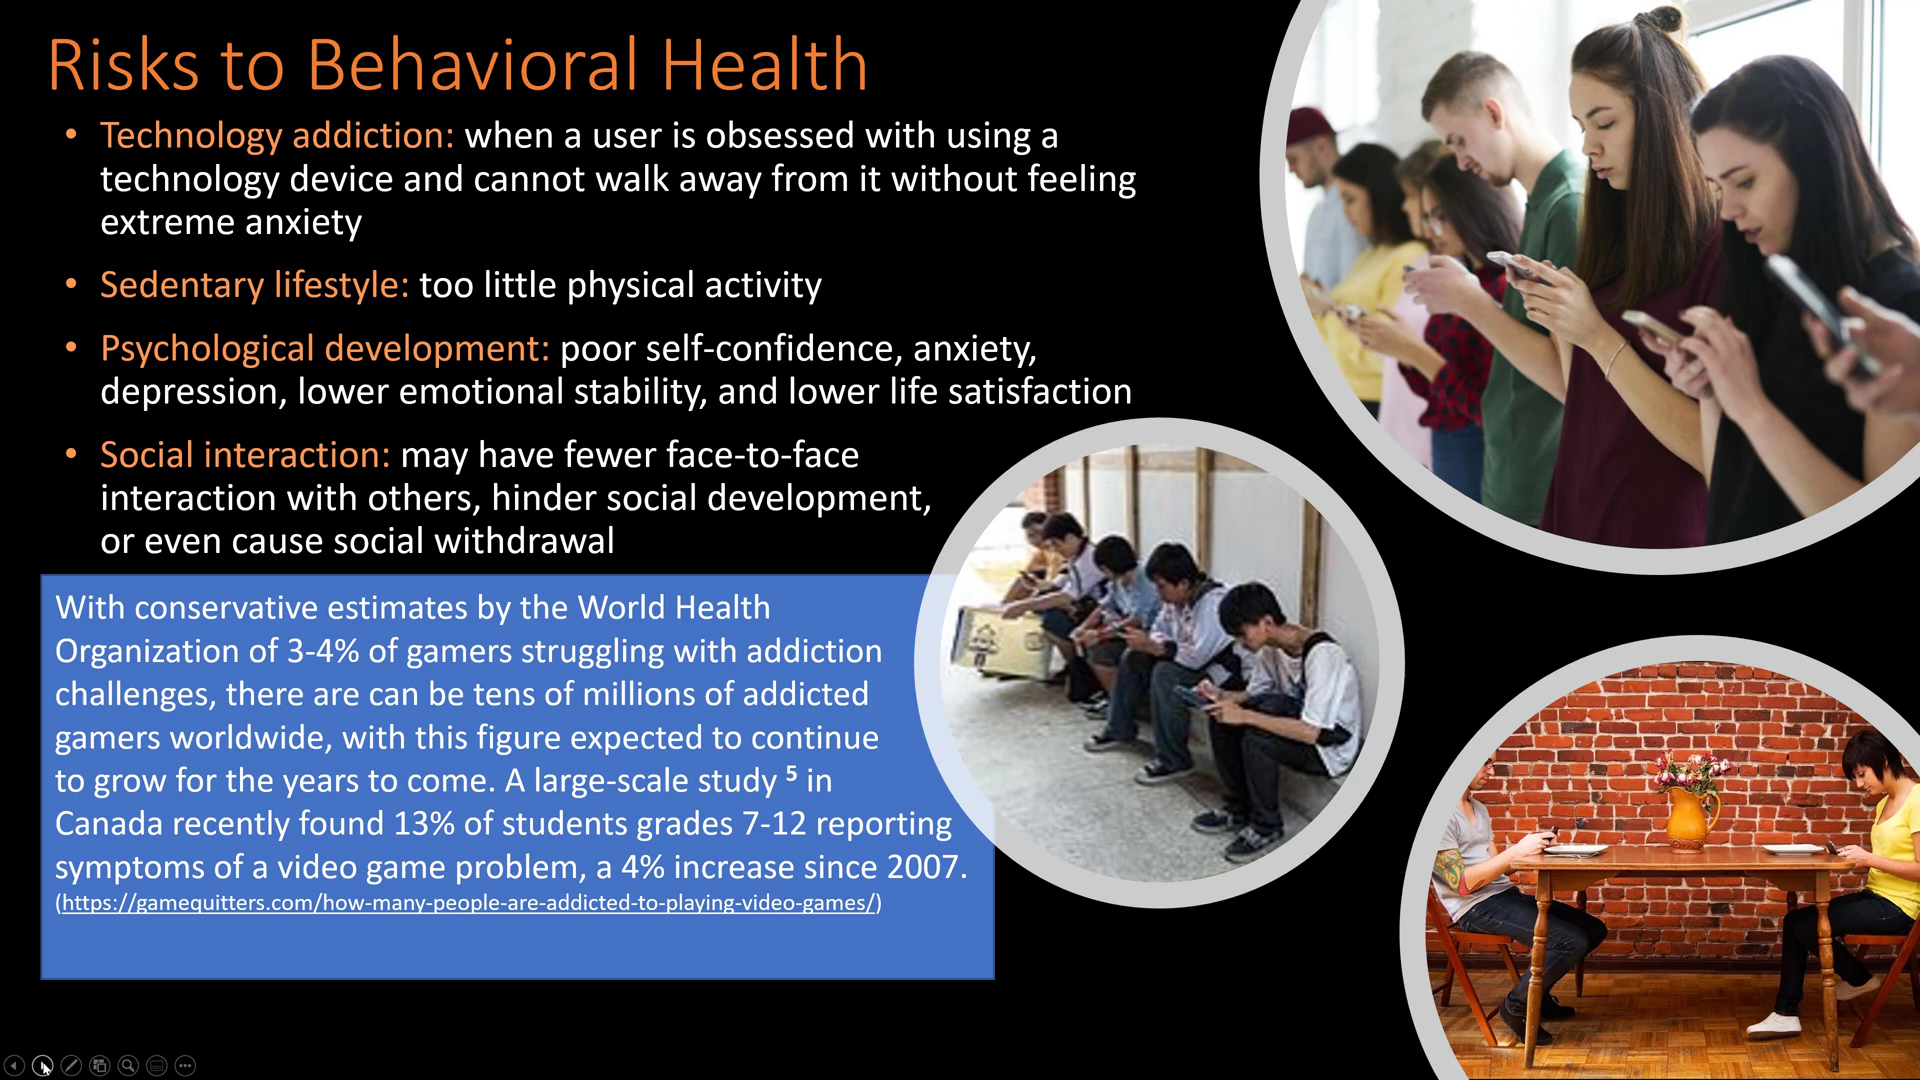 Risks to Behavioral Health
• Technology addiction: when a user is obsessed with using a
technology device and cannot walk away from it without feeling
extreme anxiety
• Sedentary lifestyle: too little physical activity
• Psychological development: poor self-confidence, anxiety,
depression, lower emotional stability, and lower life satisfaction
• Social interaction: may have fewer face-to-face
interaction with others, hinder social development,
or even cause social withdrawal
With conservative estimates by the World Health
Organization of 3-4% of gamers struggling with addiction
challenges, there are can be tens of millions of addicted
gamers worldwide, with this figure expected to continue
to grow for the years to come. A large-scale study ⁵ in
Canada recently found 13% of students grades 7-12 reporting
symptoms of a video game problem, a 4% increase since 2007.
(https://gamequitters.com/how-many-people-are-addicted-to-playing-video-games/)